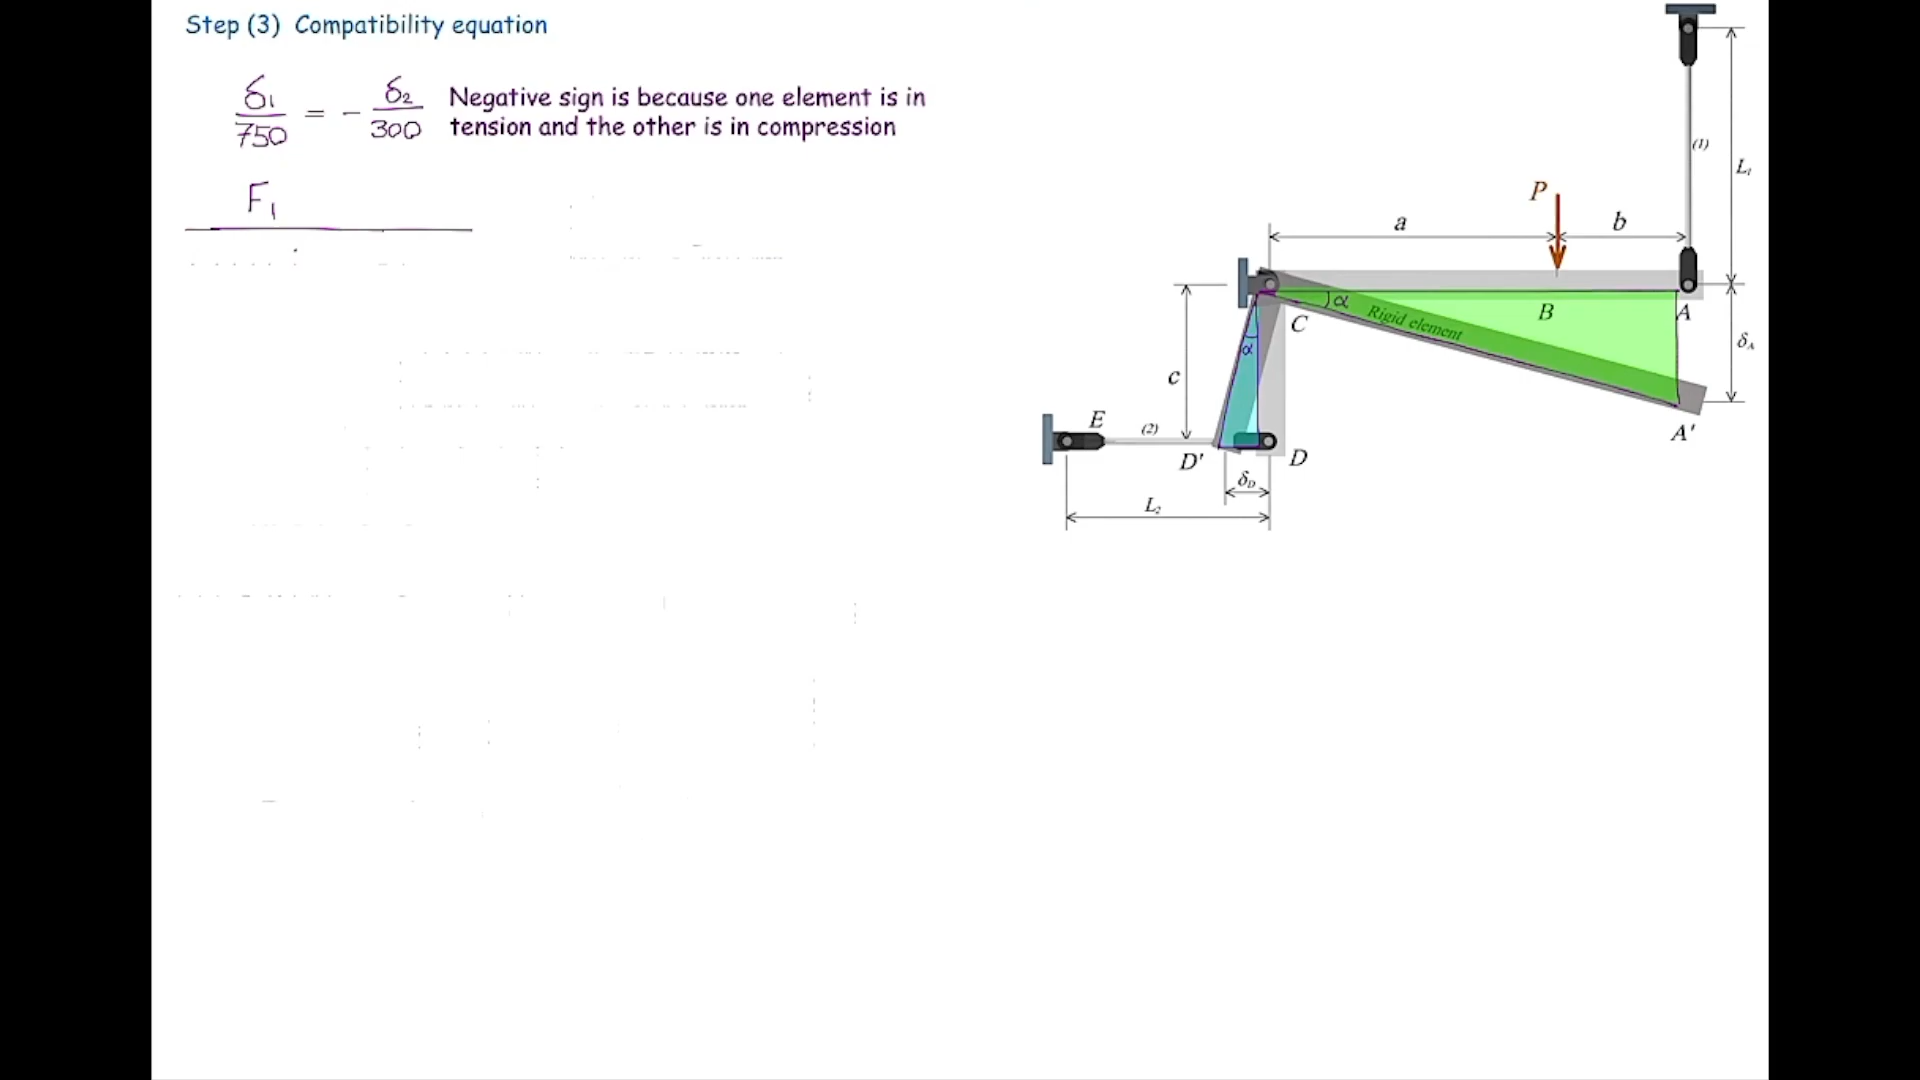 Step (3) Compatibility equation
δ₁/750 = - δ₂/300
Negative sign is because one element is in
tension and the other is in compression
F₁
(1)
L₁
P
a
b
α
B
A
C
Rigid element
δA
α
c
A'
E
(2)
D'
D
δD
L₂